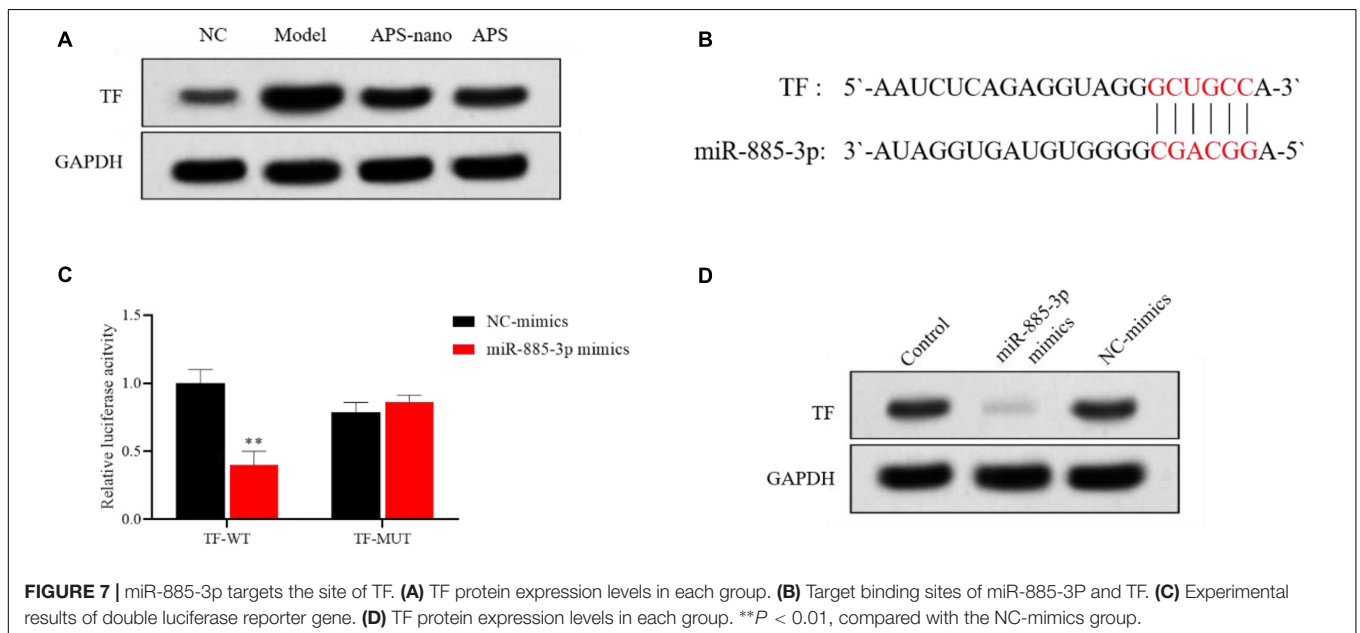 A
NC Model APS-nano APS
TF
GAPDH
B
TF : 5`-AAUCUCAGAGGUAGGGCUGCCA-3`
miR-885-3p: 3`-AUAGGUGAUGUGGGGCGACGGA-5`
C
Relative luciferase acitvity
1.5
1.0
0.5
0.0
**
TF-WT TF-MUT
NC-mimics
miR-885-3p mimics
D
Control miR-885-3p mimics NC-mimics
TF
GAPDH
FIGURE 7 | miR-885-3p targets the site of TF. (A) TF protein expression levels in each group. (B) Target binding sites of miR-885-3P and TF. (C) Experimental
results of double luciferase reporter gene. (D) TF protein expression levels in each group. **P < 0.01, compared with the NC-mimics group.